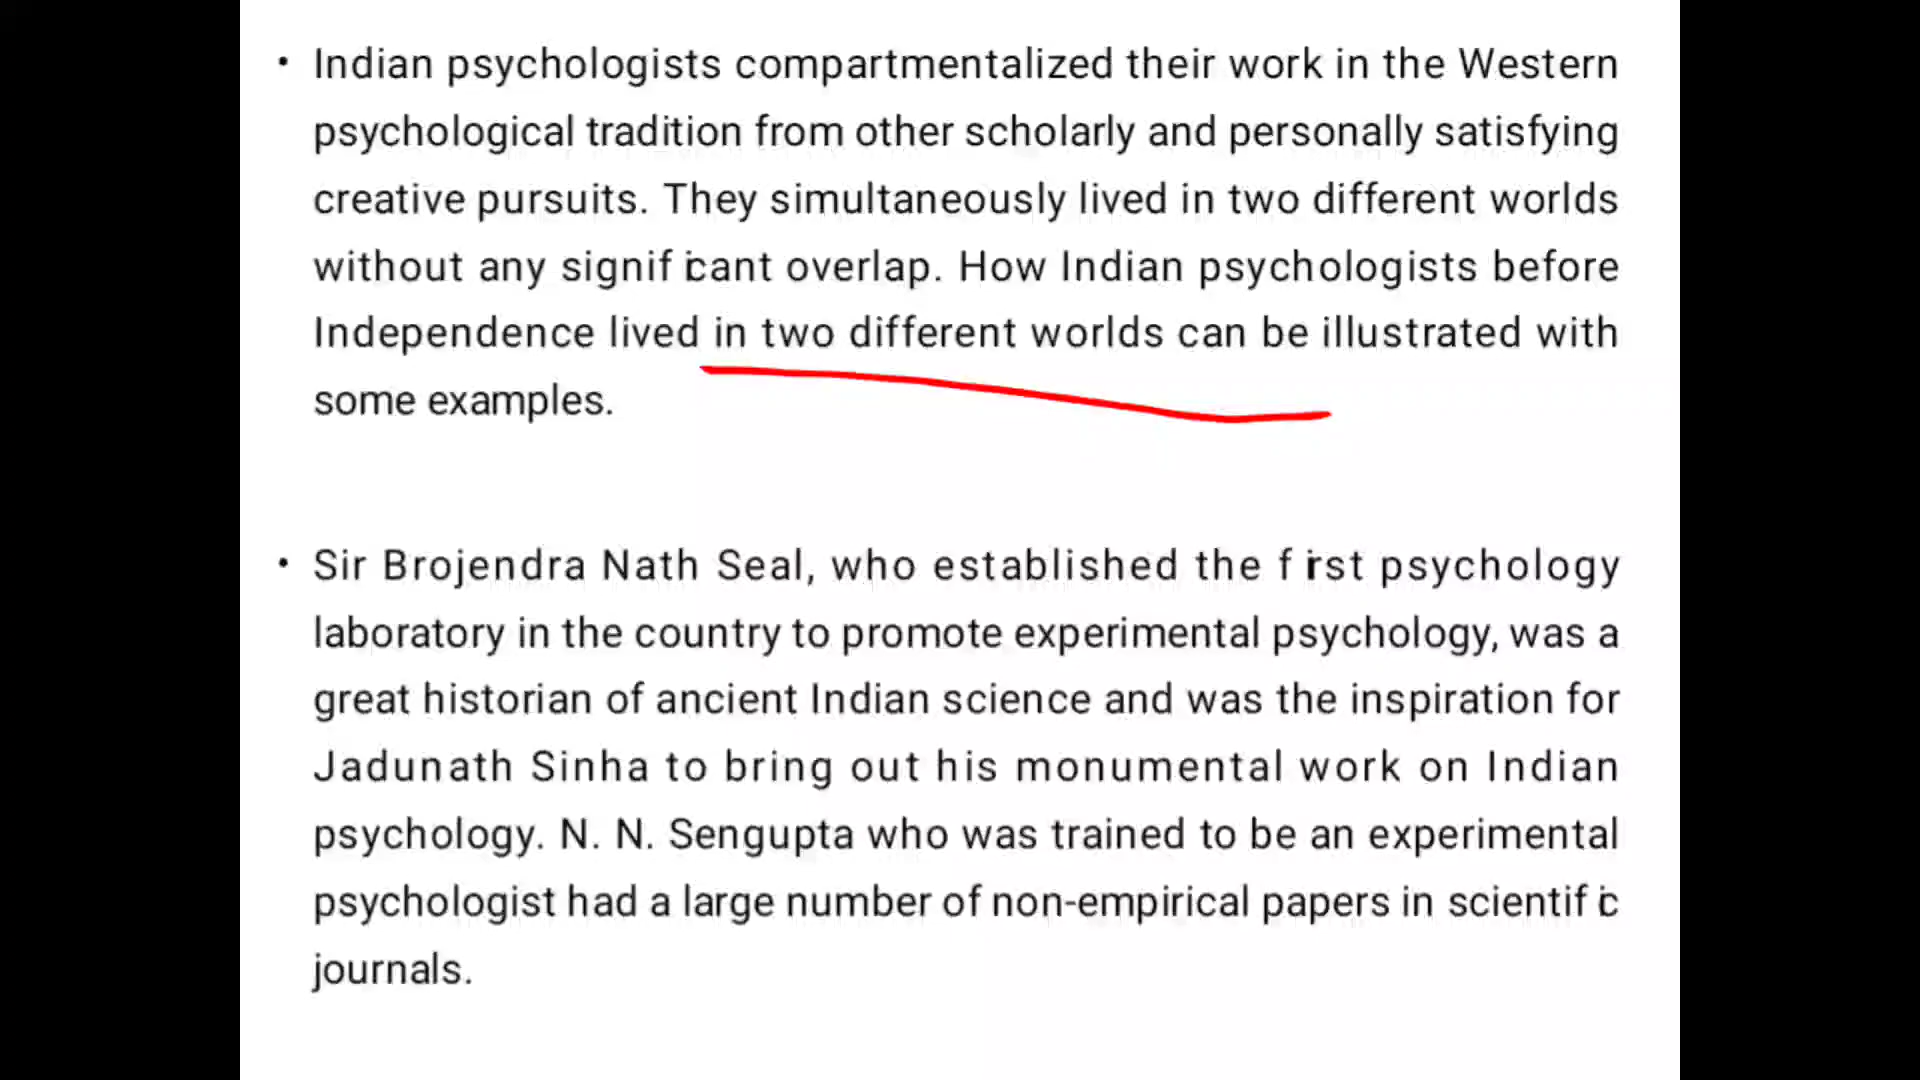 • Indian psychologists compartmentalized their work in the Western
psychological tradition from other scholarly and personally satisfying
creative pursuits. They simultaneously lived in two different worlds
without any significant overlap. How Indian psychologists before
Independence lived in two different worlds can be illustrated with
some examples.
• Sir Brojendra Nath Seal, who established the first psychology
laboratory in the country to promote experimental psychology, was a
great historian of ancient Indian science and was the inspiration for
Jadunath Sinha to bring out his monumental work on Indian
psychology. N. N. Sengupta who was trained to be an experimental
psychologist had a large number of non-empirical papers in scientific
journals.